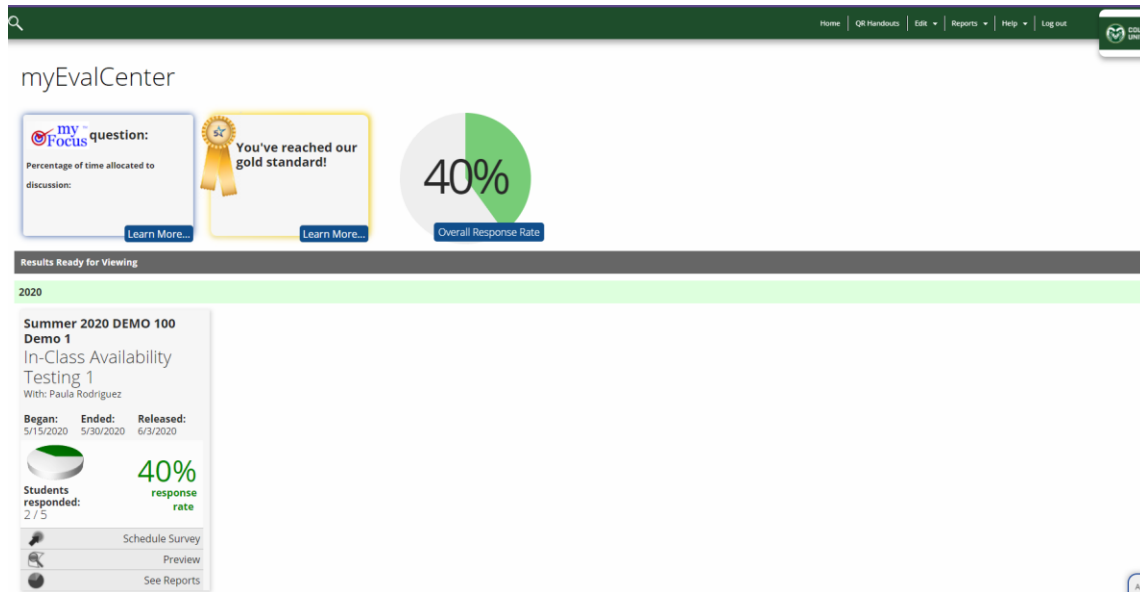 Home | QR Handouts | Edit | Reports | Help | Log out
myEvalCenter
my Focus question:
Percentage of time allocated to
discussion:
Learn More...
You've reached our
gold standard!
Learn More...
40%
Overall Response Rate
Results Ready for Viewing
2020
Summer 2020 DEMO 100
Demo 1
In-Class Availability
Testing 1
With: Paula Rodriguez
Began: Ended: Released:
5/15/2020 5/30/2020 6/3/2020
40%
response
rate
Students
responded:
2 / 5
Schedule Survey
Preview
See Reports